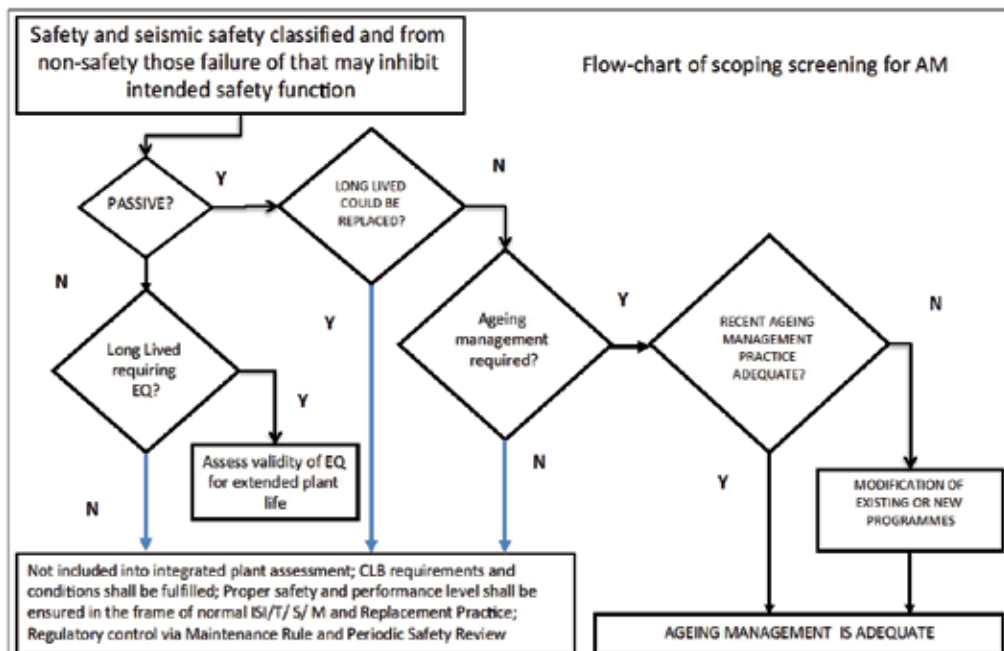 Safety and seismic safety classified and from
non-safety those failure of that may inhibit
intended safety function
Flow-chart of scoping screening for AM
PASSIVE?
Y
LONG LIVED
COULD BE
REPLACED?
N
N
Long Lived
requiring
EQ?
Y
Y
Ageing
management
required?
Y
RECENT AGEING
MANAGEMENT
PRACTICE
ADEQUATE?
N
Assess validity of EQ
for extended plant
life
N
N
Y
MODIFICATION OF
EXISTING OR NEW
PROGRAMMES
Not included into integrated plant assessment; CLB requirements and
conditions shall be fulfilled; Proper safety and performance level shall be
ensured in the frame of normal ISI/T/ S/ M and Replacement Practice;
Regulatory control via Maintenance Rule and Periodic Safety Review
AGEING MANAGEMENT IS ADEQUATE